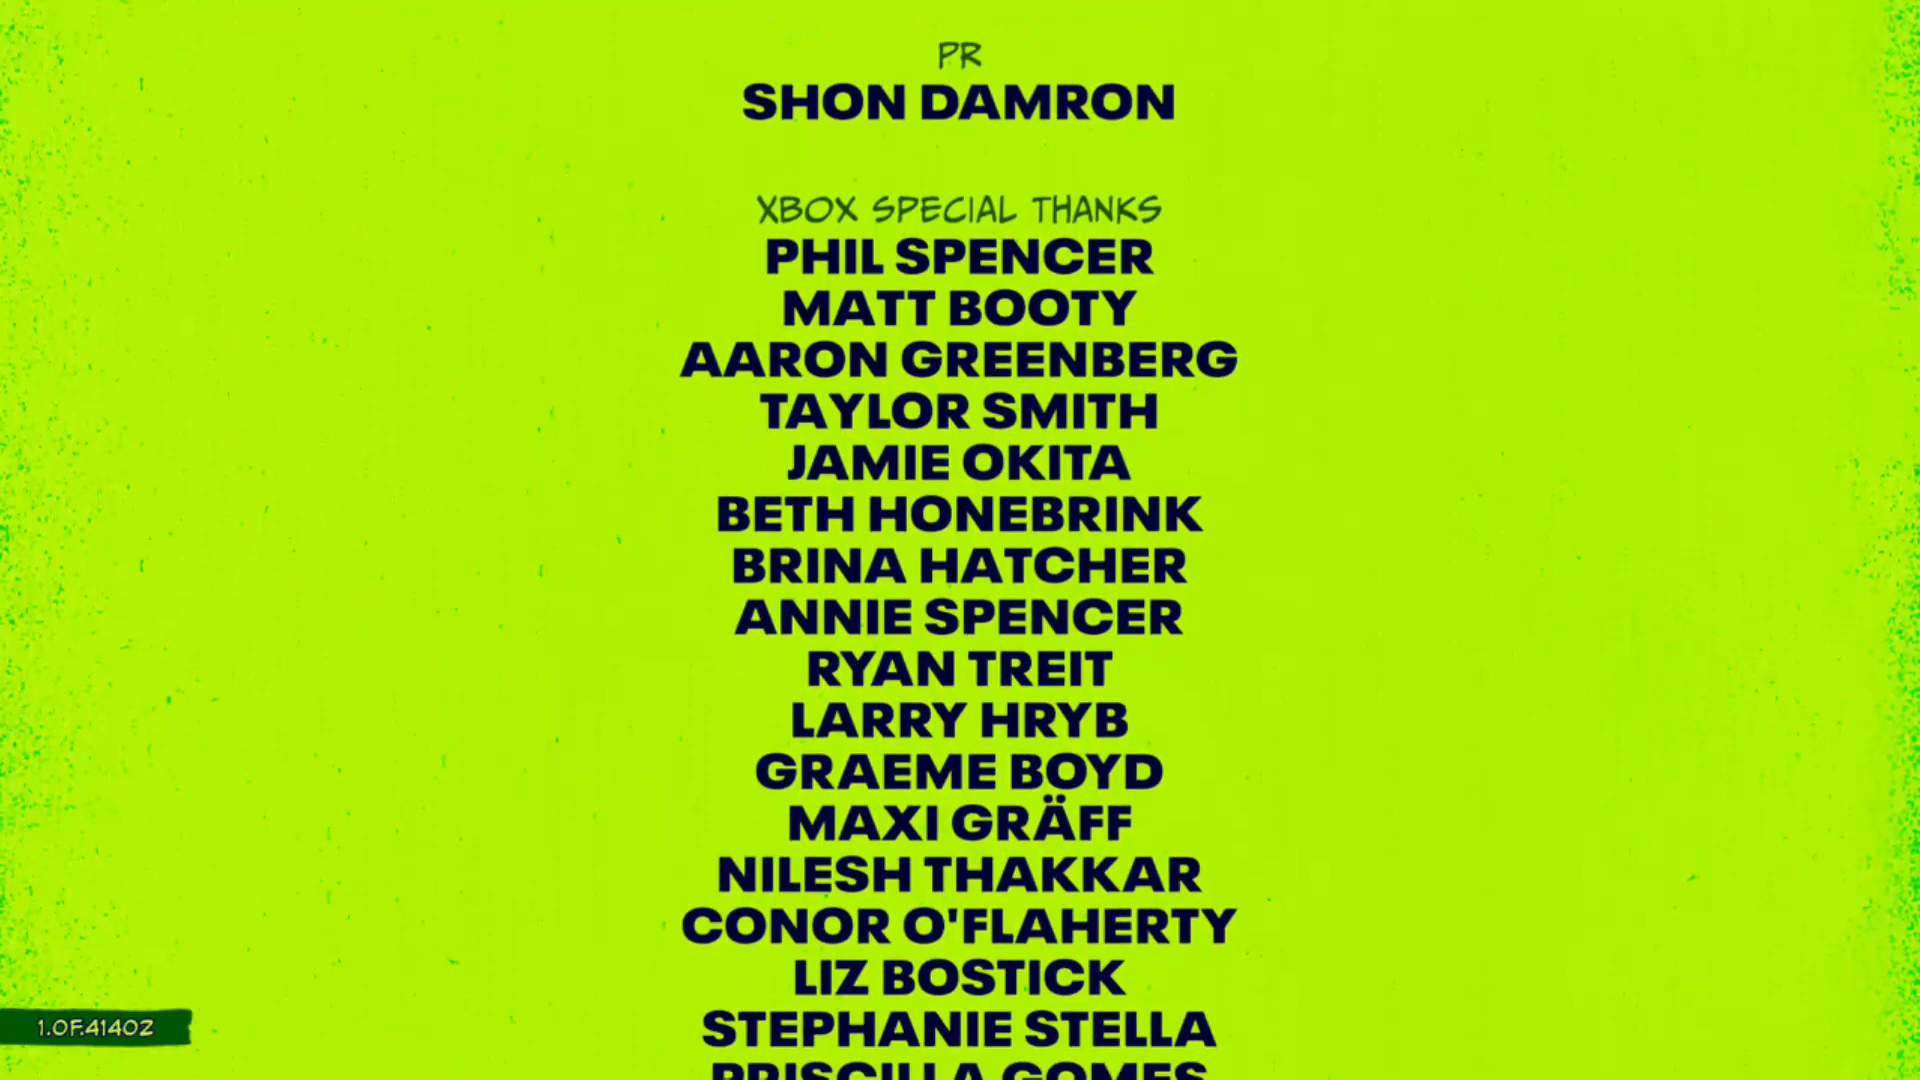 PR
SHON DAMRON
XBOX SPECIAL THANKS
PHIL SPENCER
MATT BOOTY
AARON GREENBERG
TAYLOR SMITH
JAMIE OKITA
BETH HONEBRINK
BRINA HATCHER
ANNIE SPENCER
RYAN TREIT
LARRY HRYB
GRAEME BOYD
MAXI GRÄFF
NILESH THAKKAR
CONOR O'FLAHERTY
LIZ BOSTICK
STEPHANIE STELLA
PRISCILLA GOMES
1.0F.41402